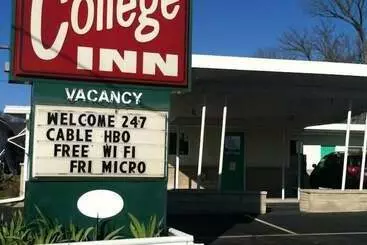 College
INN
VACANCY
WELCOME 247
CABLE HBO
FREE WI FI
FRI MICRO